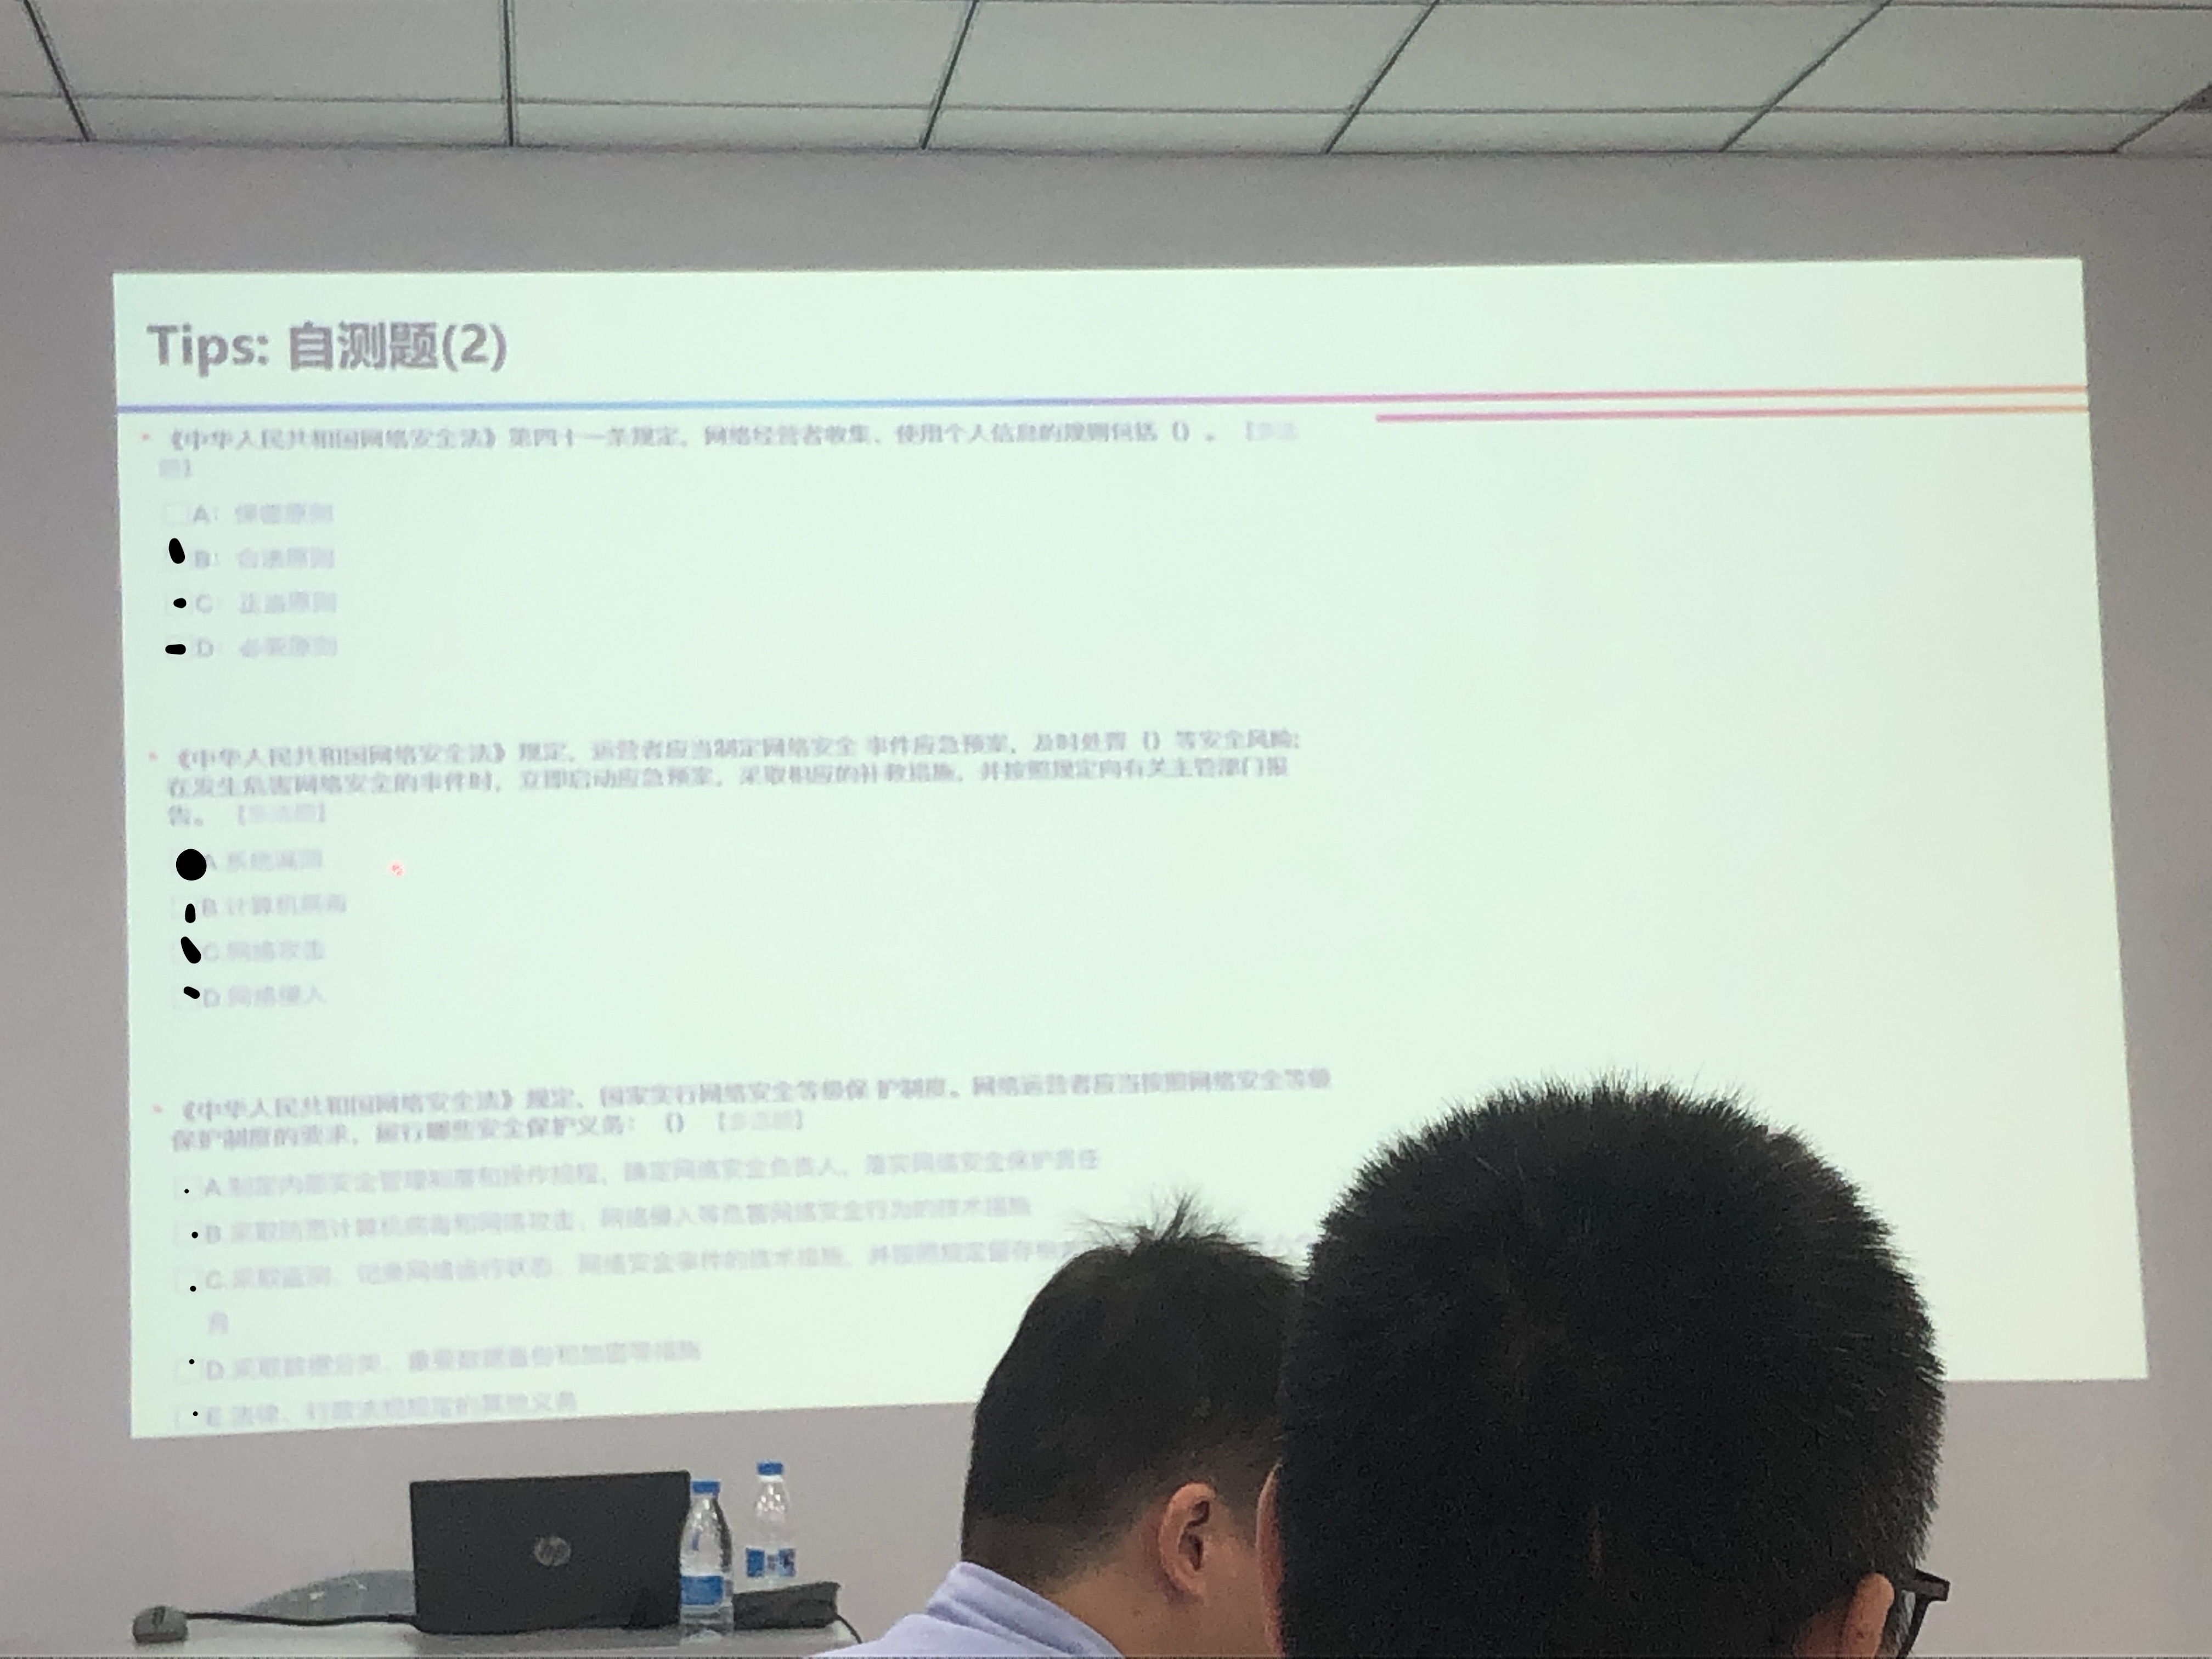 Tips: 自测题(2)
《中华人民共和国网络安全法》第四十一条规定，网络经营者收集、使用个人信息的规则包括（）。【多选
题】
A：保密原则
B：合法原则
C：正当原则
D：必要原则
《中华人民共和国网络安全法》规定，运营者应当制定网络安全 事件应急预案，及时处置（）等安全风险；
在发生危害网络安全的事件时，立即启动应急预案，采取相应的补救措施，并按照规定向有关主管部门报
告。【多选题】
A.系统漏洞
B.计算机病毒
C.网络攻击
D.网络侵入
《中华人民共和国网络安全法》规定，国家实行网络安全等级保 护制度。网络运营者应当按照网络安全等级
保护制度的要求，履行哪些安全保护义务：（）【多选题】
A.制定内部安全管理制度和操作规程，确定网络安全负责人，落实网络安全保护责任
B.采取防范计算机病毒和网络攻击、网络侵入等危害网络安全行为的技术措施
C.采取监测、记录网络运行状态、网络安全事件的技术措施，并按照规定留存相关
月
D.采取数据分类、重要数据备份和加密等措施
E.法律、行政法规规定的其他义务
hp